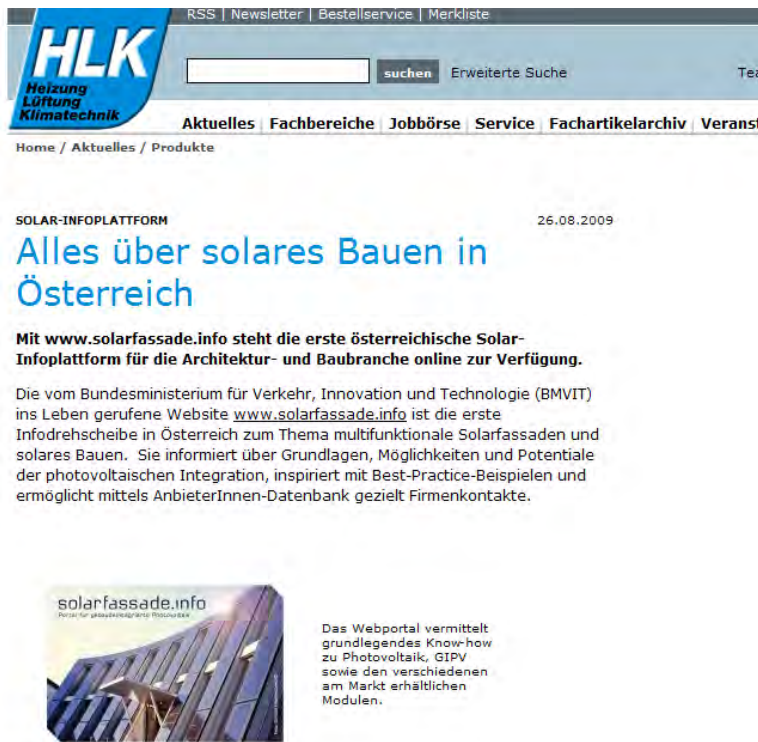 RSS | Newsletter | Bestellservice | Merkliste
HLK
Heizung
Lüftung
Klimatechnik
suchen Erweiterte Suche
Aktuelles | Fachbereiche | Jobbörse | Service | Fachartikelarchiv | Veranst
Home / Aktuelles / Produkte
SOLAR-INFOPLATTFORM 26.08.2009
Alles über solares Bauen in
Österreich
Mit www.solarfassade.info steht die erste österreichische Solar-
Infoplattform für die Architektur- und Baubranche online zur Verfügung.
Die vom Bundesministerium für Verkehr, Innovation und Technologie (BMVIT)
ins Leben gerufene Website www.solarfassade.info ist die erste
Infodrehscheibe in Österreich zum Thema multifunktionale Solarfassaden und
solares Bauen. Sie informiert über Grundlagen, Möglichkeiten und Potentiale
der photovoltaischen Integration, inspiriert mit Best-Practice-Beispielen und
ermöglicht mittels AnbieterInnen-Datenbank gezielt Firmenkontakte.
solarfassade.info
Portal für gebäudeintegrierte Photovoltaik
Das Webportal vermittelt
grundlegendes Know-how
zu Photovoltaik, GIPV
sowie den verschiedenen
am Markt erhältlichen
Modulen.